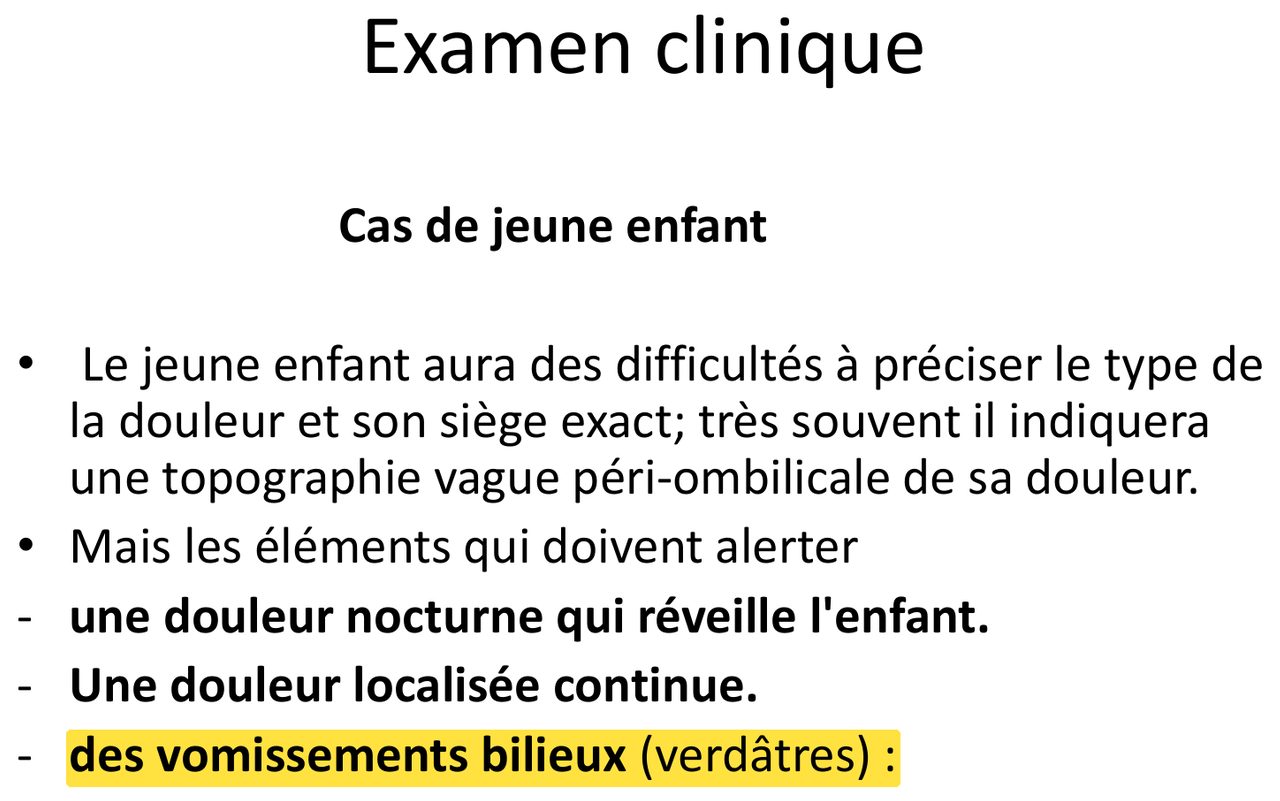 Examen clinique
Cas de jeune enfant
• Le jeune enfant aura des difficultés à préciser le type de
la douleur et son siège exact; très souvent il indiquera
une topographie vague péri-ombilicale de sa douleur.
• Mais les éléments qui doivent alerter
- une douleur nocturne qui réveille l'enfant.
- Une douleur localisée continue.
- des vomissements bilieux (verdâtres) :